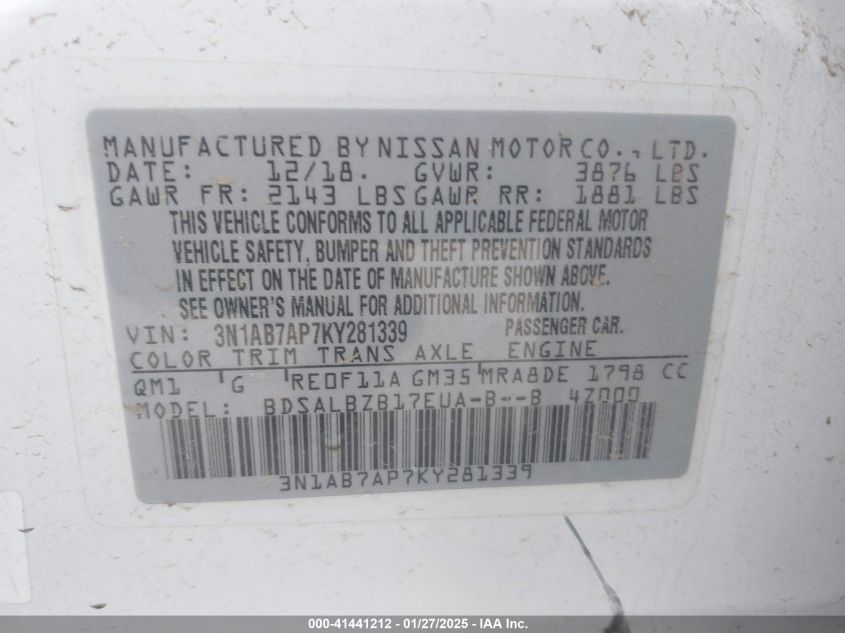 MANUFACTURED BY NISSAN MOTOR CO., LTD.
DATE: 12/18. GVWR: 3876 LBS
GAWR FR: 2143 LBS GAWR RR: 1881 LBS
THIS VEHICLE CONFORMS TO ALL APPLICABLE FEDERAL MOTOR
VEHICLE SAFETY, BUMPER AND THEFT PREVENTION STANDARDS
IN EFFECT ON THE DATE OF MANUFACTURE SHOWN ABOVE.
SEE OWNER'S MANUAL FOR ADDITIONAL INFORMATION.
VIN: 3N1AB7AP7KY281339 PASSENGER CAR.
COLOR TRIM TRANS AXLE ENGINE
QM1 G RE0F11A GM35 MRA8DE 1798 CC
MODEL: BDSALBZB17EUA-B--B 47000
3N1AB7AP7KY281339
000-41441212 01/27/2025 - IAA Inc.